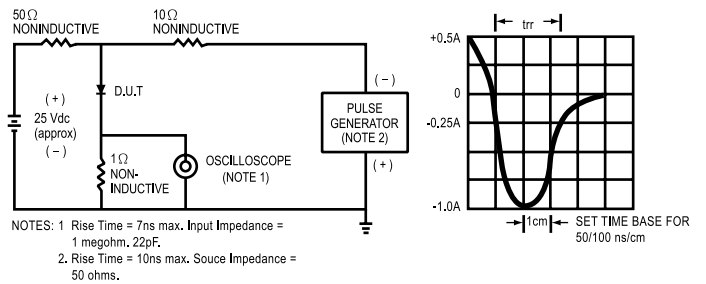 50Ω
NONINDUCTIVE
10Ω
NONINDUCTIVE
(+)
25 Vdc
(approx)
(−)
D.U.T
1Ω
NON-
INDUCTIVE
OSCILLOSCOPE
(NOTE 1)
(−)
PULSE
GENERATOR
(NOTE 2)
(+)
NOTES: 1 Rise Time = 7ns max. Input Impedance =
1 megohm. 22pF.
2. Rise Time = 10ns max. Souce Impedance =
50 ohms.
trr
+0.5A
0
-0.25A
-1.0A
1cm
SET TIME BASE FOR
50/100 ns/cm